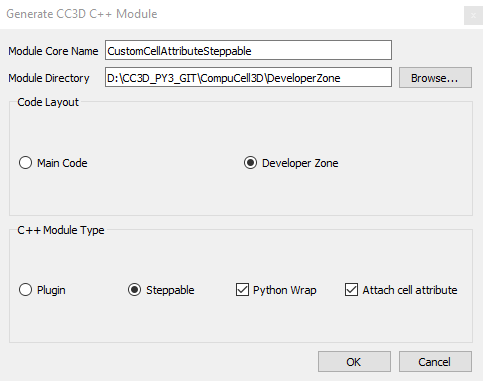 Generate CC3D C++ Module
Module Core Name CustomCellAttributeSteppable
Module Directory D:\CC3D_PY3_GIT\CompuCell3D\DeveloperZone Browse...
Code Layout
Main Code Developer Zone
C++ Module Type
Plugin Steppable Python Wrap Attach cell attribute
OK Cancel